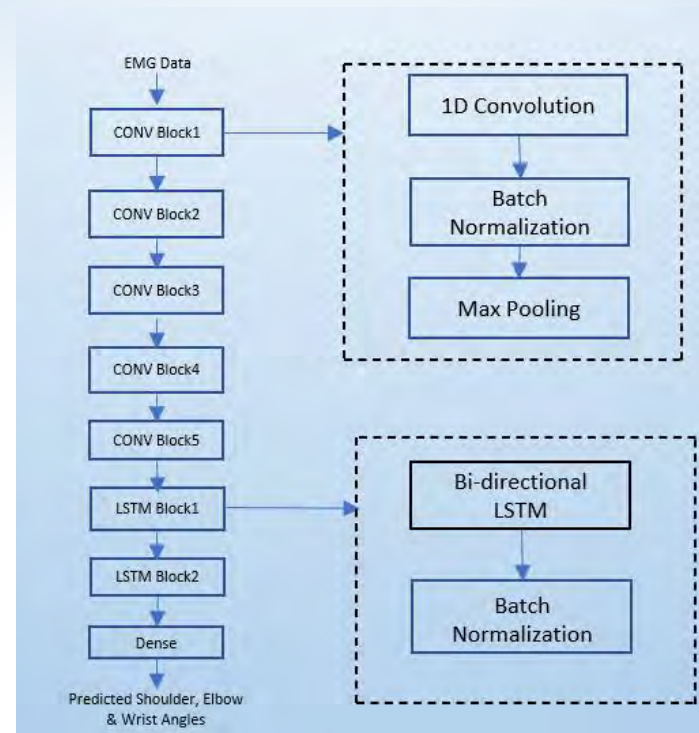 EMG Data
CONV Block1
CONV Block2
CONV Block3
CONV Block4
CONV Block5
LSTM Block1
LSTM Block2
Dense
Predicted Shoulder, Elbow
& Wrist Angles
1D Convolution
Batch
Normalization
Max Pooling
Bi-directional
LSTM
Batch
Normalization